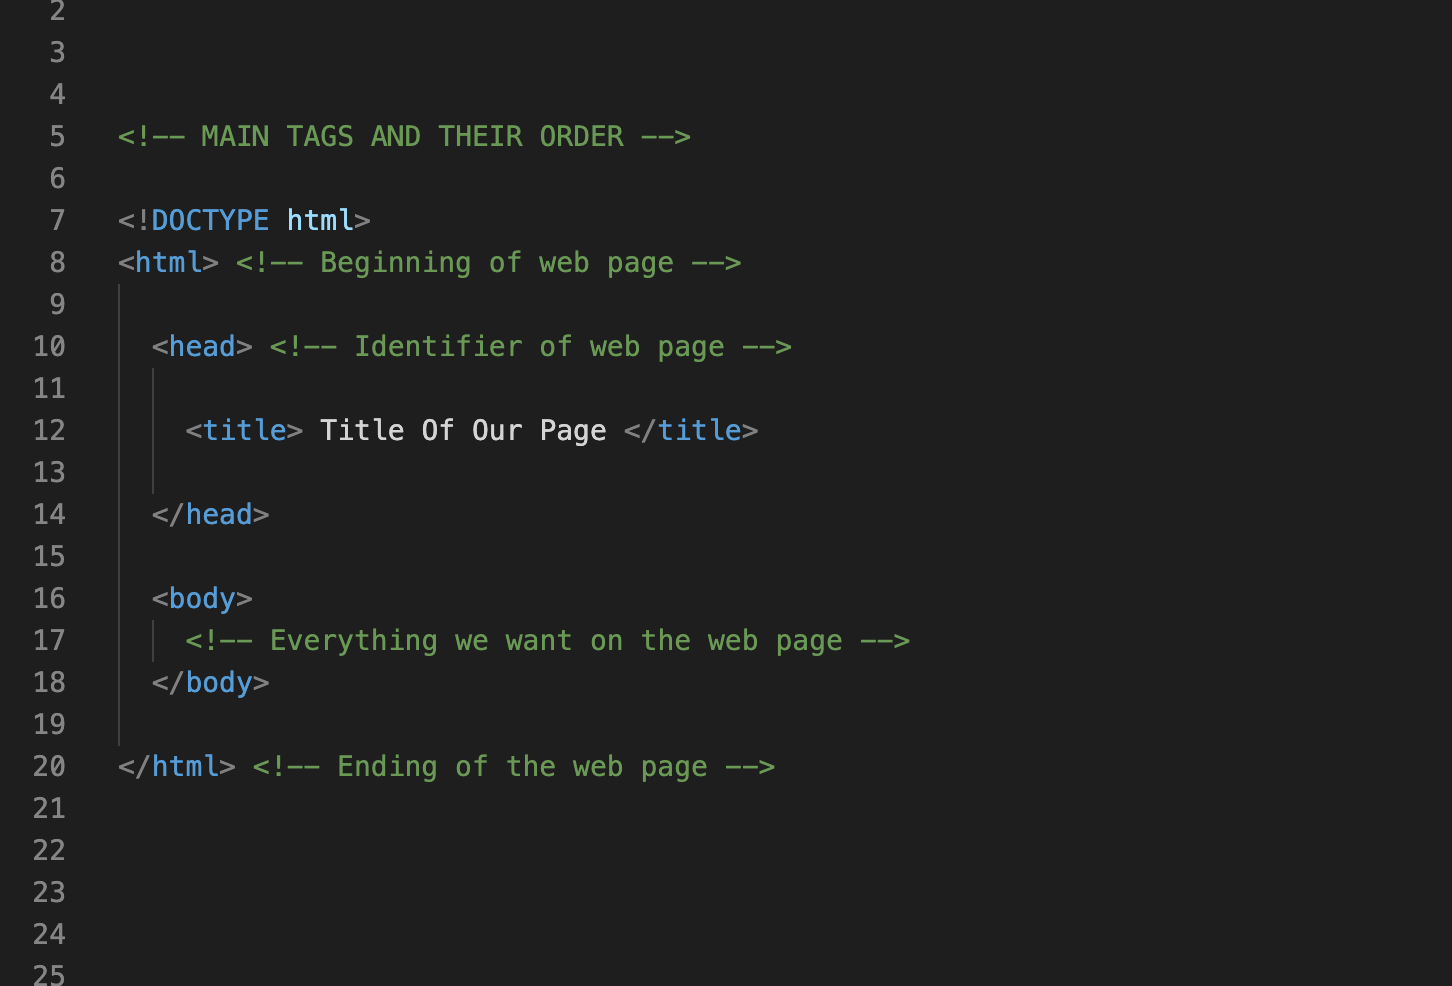 2
3
4
5 <!-- MAIN TAGS AND THEIR ORDER -->
6
7 <!DOCTYPE html>
8 <html> <!-- Beginning of web page -->
9
10 <head> <!-- Identifier of web page -->
11
12 <title> Title Of Our Page </title>
13
14 </head>
15
16 <body>
17 <!-- Everything we want on the web page -->
18 </body>
19
20 </html> <!-- Ending of the web page -->
21
22
23
24
25